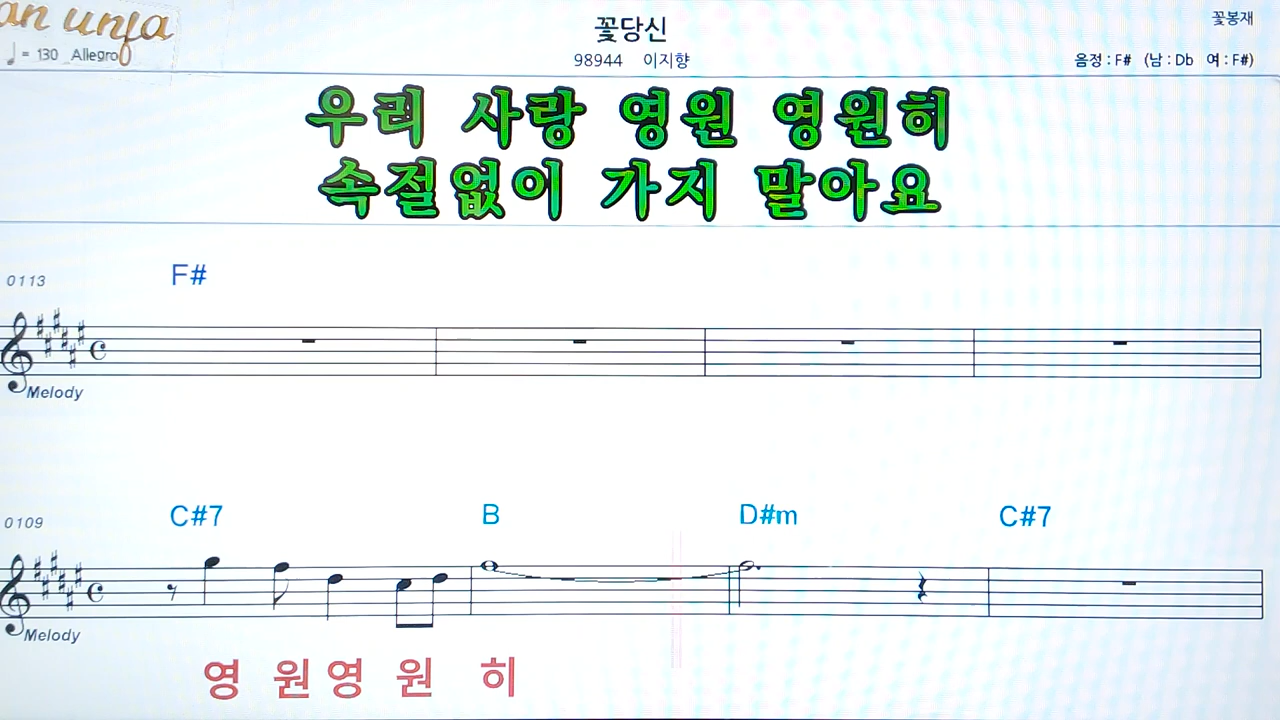 an unfa
꽃당신
꽃봉재
♩ = 130 Allegro
98944 이지향
음정 : F# (남 : Db 여 : F#)
우리 사랑 영원 영원히
속절없이 가지 말아요
0113
F#
Melody
0109
C#7 B D#m C#7
Melody
영 원 영 원 히